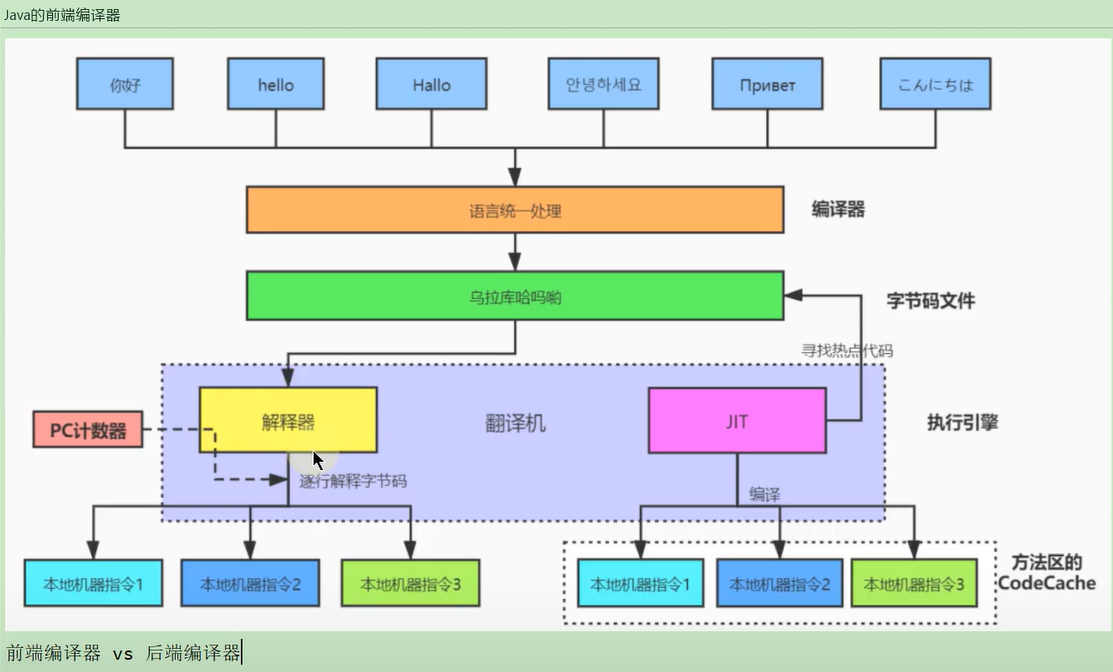 Java的前端编译器
你好
hello
Hallo
안녕하세요
Привет
こんにちは
语言统一处理
编译器
乌拉库哈吗哟
字节码文件
寻找热点代码
解释器
翻译机
JIT
执行引擎
PC计数器
逐行解释字节码
编译
本地机器指令1
本地机器指令2
本地机器指令3
本地机器指令1
本地机器指令2
本地机器指令3
方法区的
CodeCache
前端编译器 vs 后端编译器